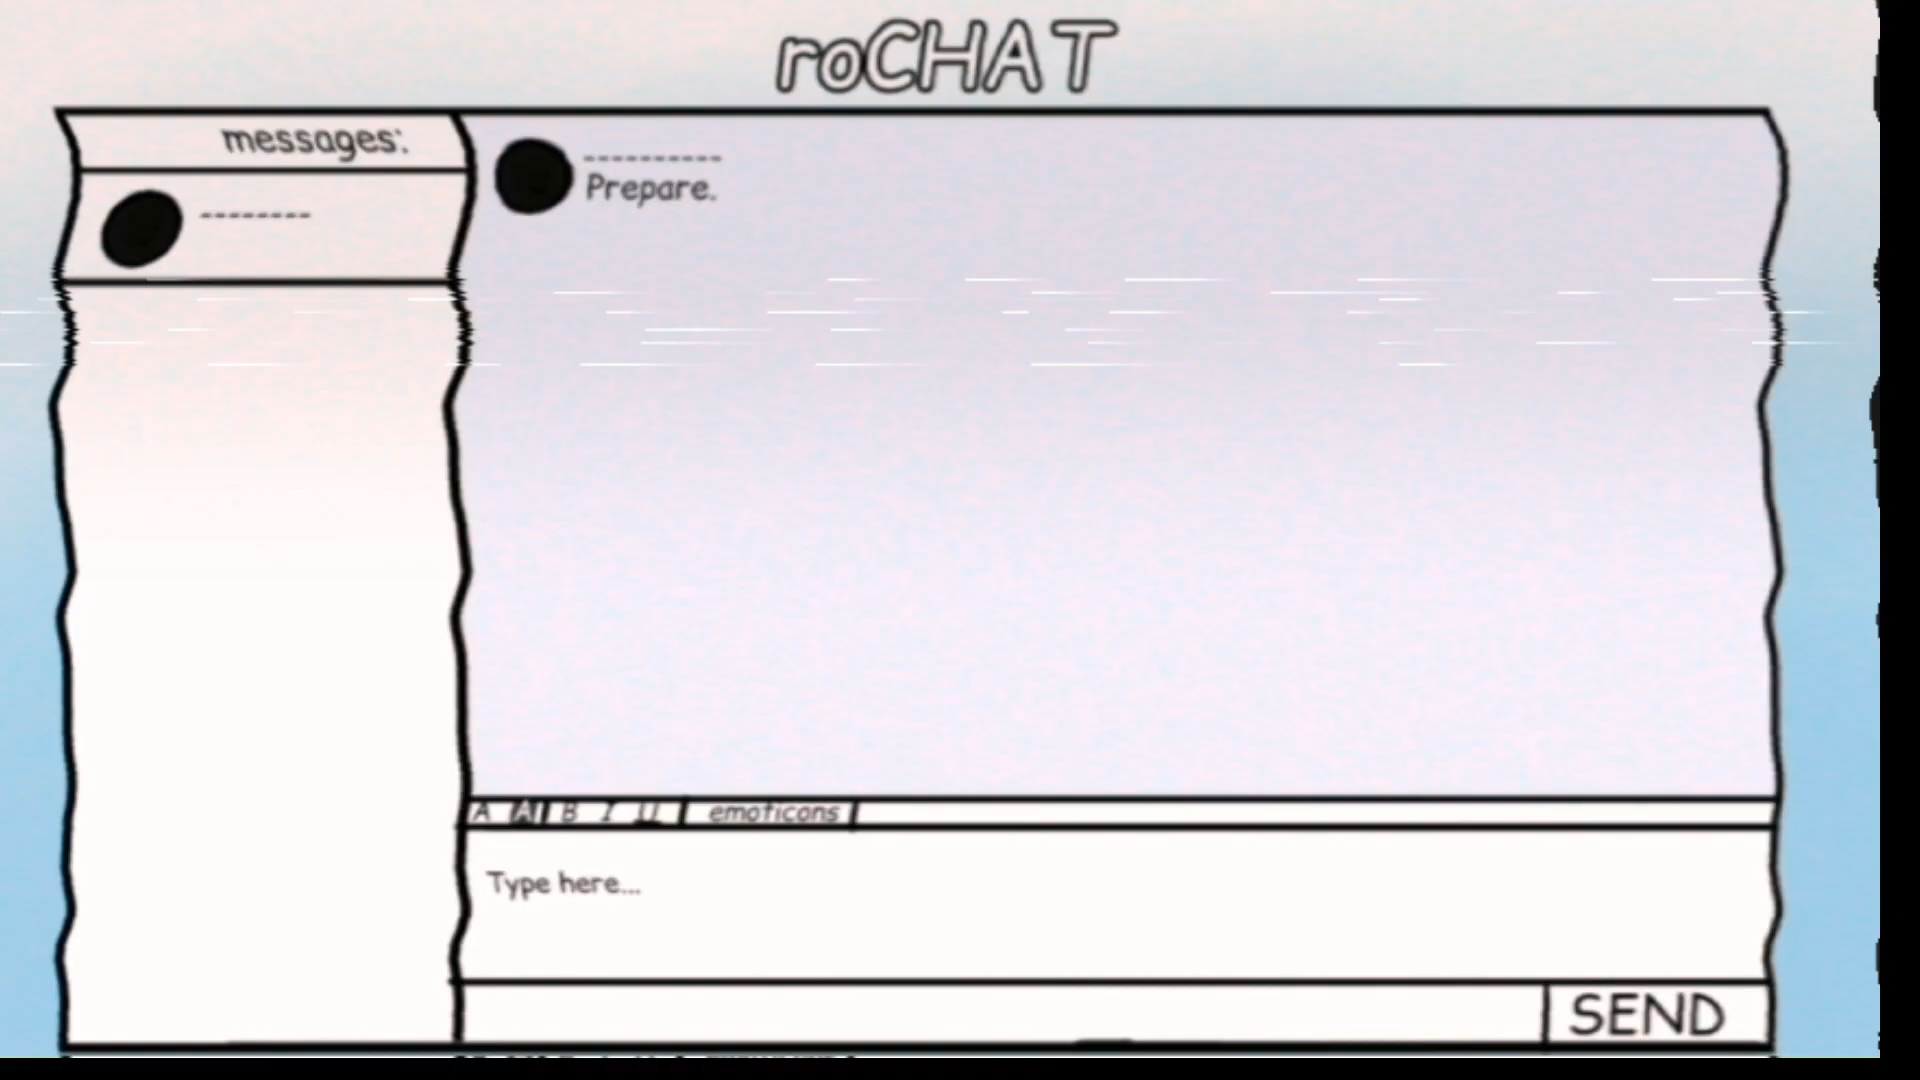 roCHAT
messages:
--------
----------
Prepare.
A A B I U emoticons
Type here...
SEND